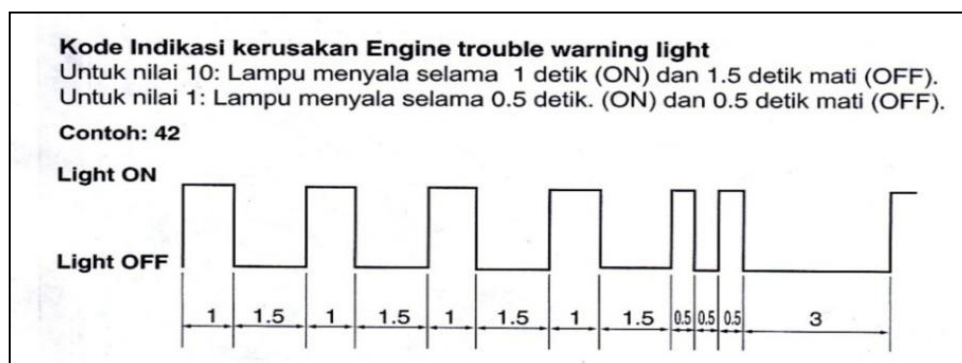 Kode Indikasi kerusakan Engine trouble warning light
Untuk nilai 10: Lampu menyala selama 1 detik (ON) dan 1.5 detik mati (OFF).
Untuk nilai 1: Lampu menyala selama 0.5 detik. (ON) dan 0.5 detik mati (OFF).
Contoh: 42
Light ON
Light OFF
1 1.5 1 1.5 1 1.5 1 1.5 0.5 0.5 0.5 3